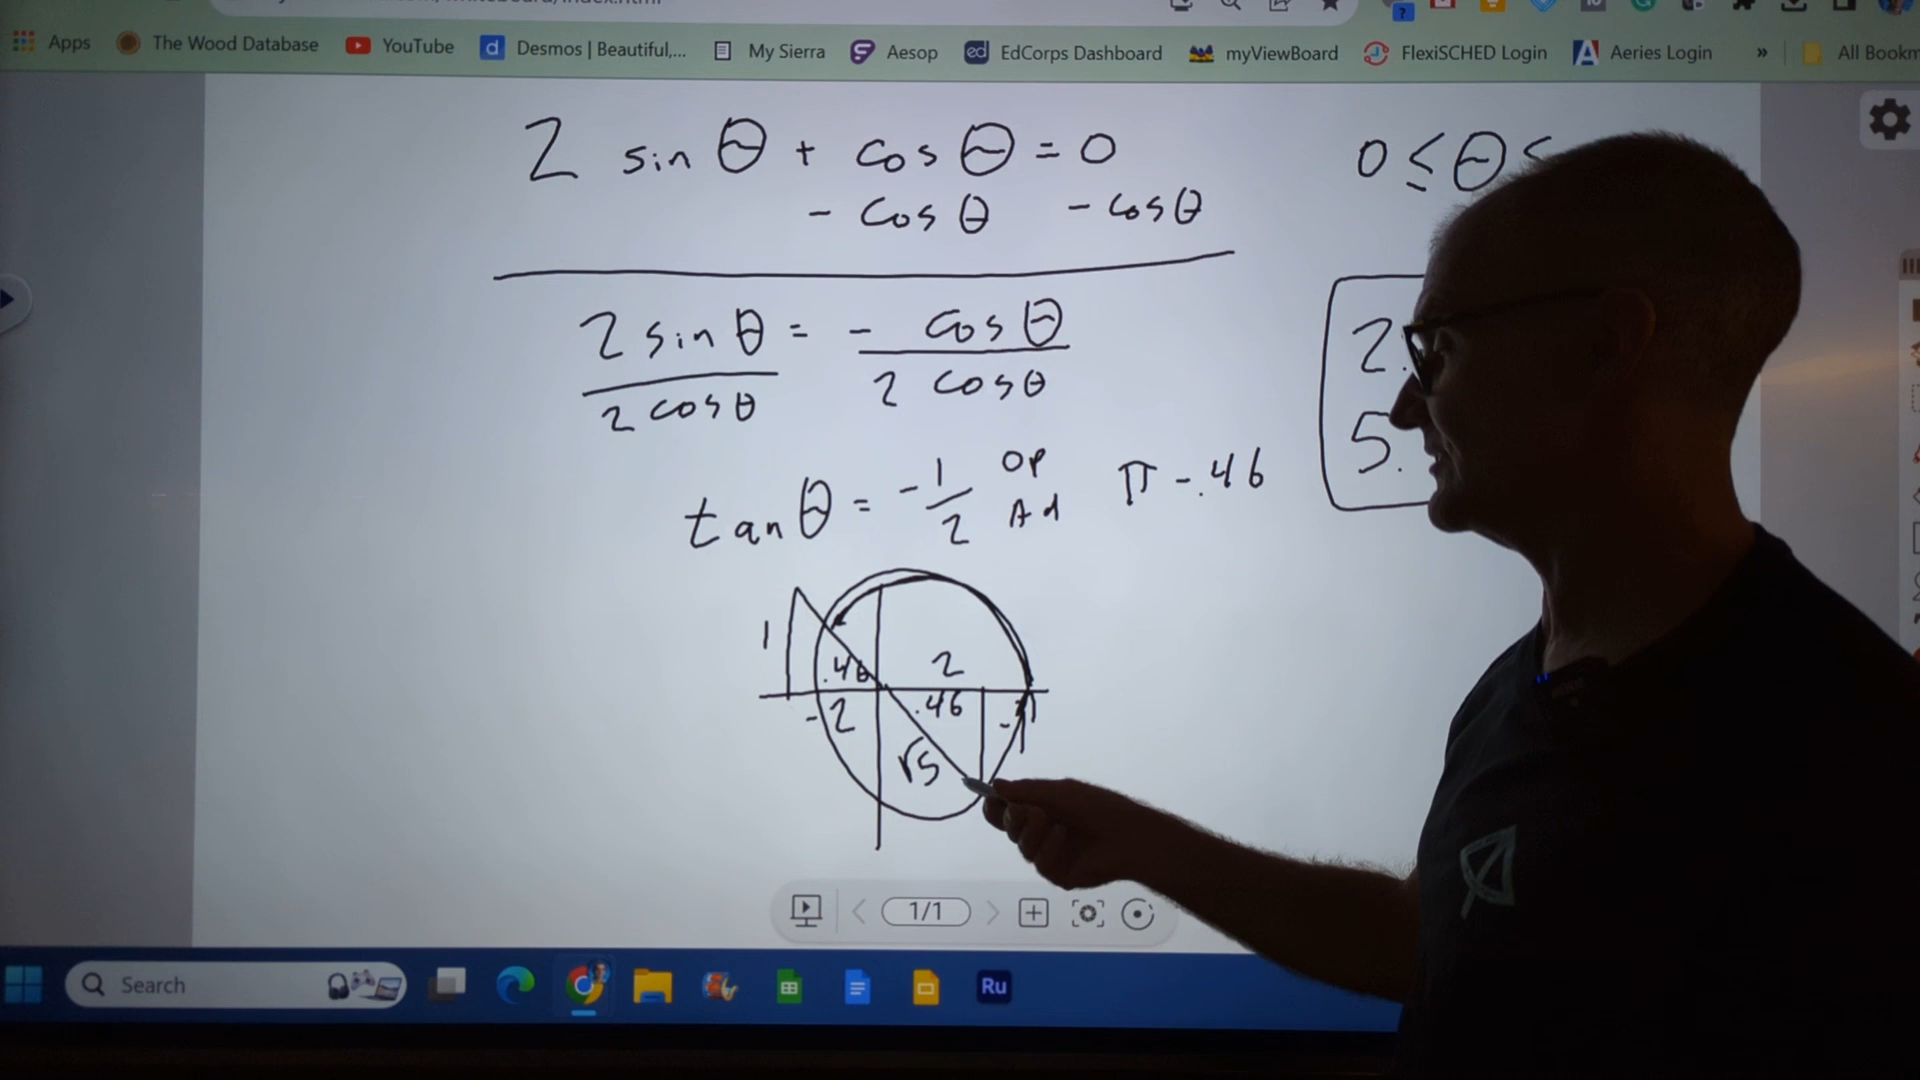 Apps The Wood Database YouTube Desmos | Beautiful,... My Sierra Aesop EdCorps Dashboard myViewBoard FlexiSCHED Login Aeries Login » All Bookm
2 sin θ + cos θ = 0 0 ≤ θ ≤
- cos θ - cos θ
2 sin θ = - cos θ
2 cos θ 2 cos θ
2.
5.
tan θ = -1/2 Op Ad π - .46
1
.46 2
-2 .46 -1
√5
1/1
Search
Ru